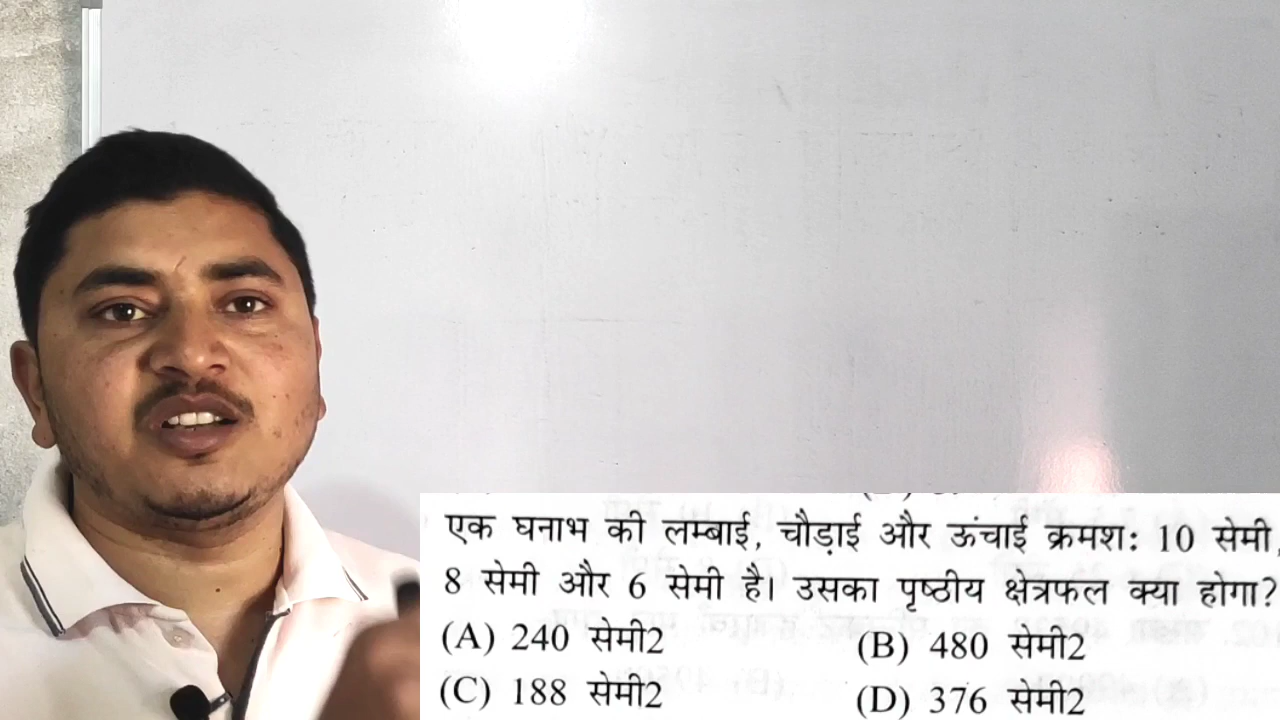 एक घनाभ की लम्बाई, चौड़ाई और ऊंचाई क्रमश: 10 सेमी,
8 सेमी और 6 सेमी है। उसका पृष्ठीय क्षेत्रफल क्या होगा?
(A) 240 सेमी2 (B) 480 सेमी2
(C) 188 सेमी2 (D) 376 सेमी2